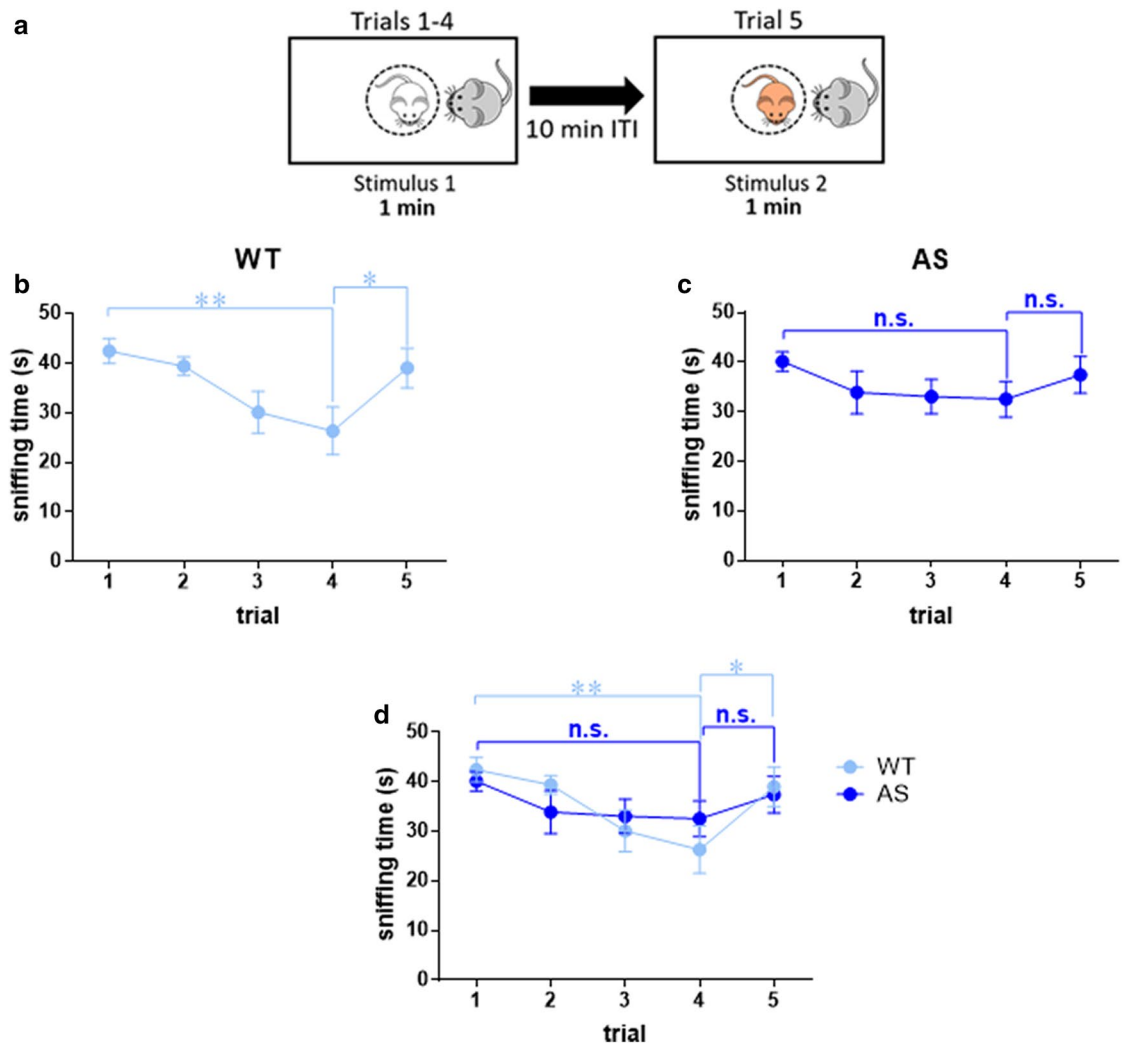 a
Trials 1-4
Trial 5
10 min ITI
Stimulus 1
1 min
Stimulus 2
1 min
b
WT
**
*
50
40
30
20
10
0
sniffing time (s)
1 2 3 4 5
trial
c
AS
n.s.
n.s.
50
40
30
20
10
0
sniffing time (s)
1 2 3 4 5
trial
d
**
*
n.s.
n.s.
50
40
30
20
10
0
sniffing time (s)
1 2 3 4 5
trial
WT
AS